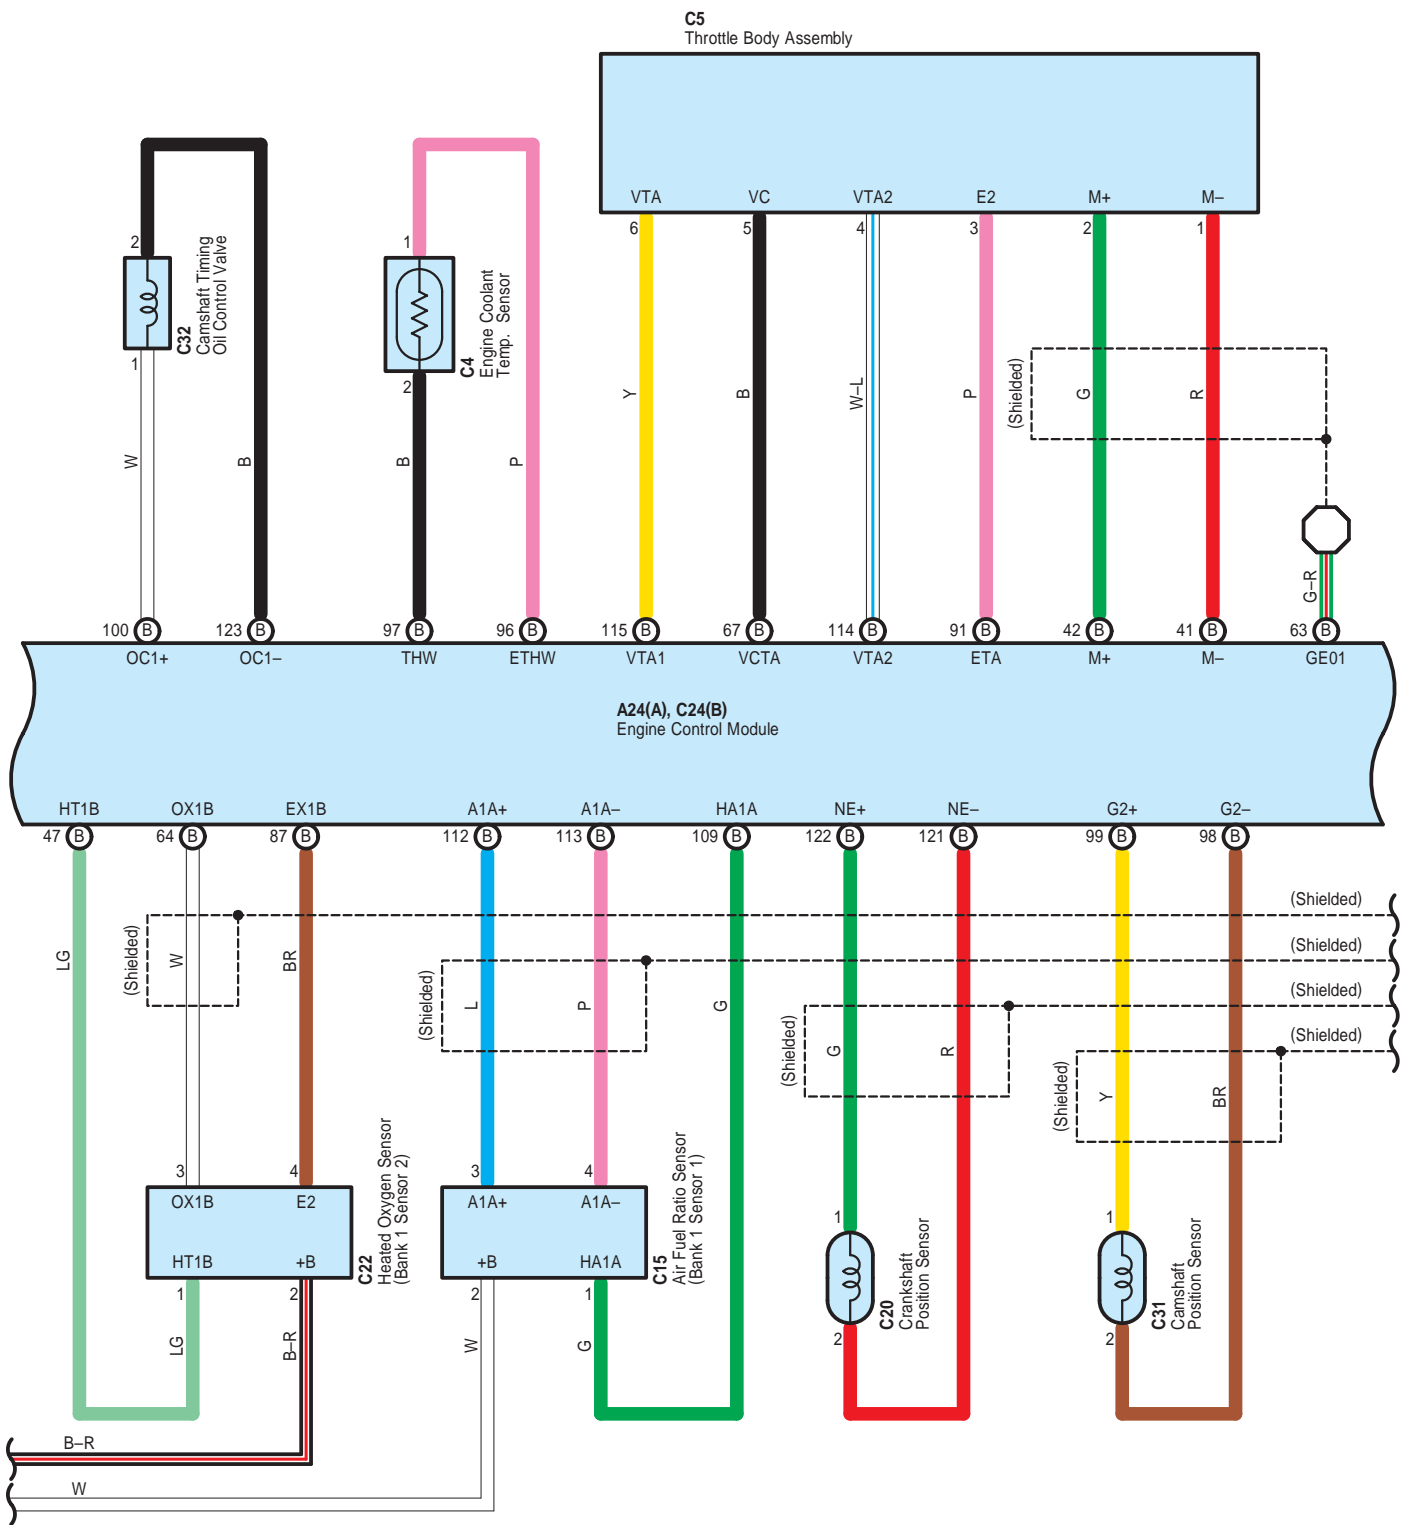 C5
Throttle Body Assembly
VTA VC VTA2 E2 M+ M–
6 5 4 3 2 1
2
1
C32
Camshaft Timing
Oil Control Valve
1
2
C4
Engine Coolant
Temp. Sensor
(Shielded)
W B B P Y B W–L P G R
G–R
100 B 123 B 97 B 96 B 115 B 67 B 114 B 91 B 42 B 41 B 63 B
OC1+ OC1– THW ETHW VTA1 VCTA VTA2 ETA M+ M– GE01
A24(A), C24(B)
Engine Control Module
HT1B OX1B EX1B A1A+ A1A– HA1A NE+ NE– G2+ G2–
47 B 64 B 87 B 112 B 113 B 109 B 122 B 121 B 99 B 98 B
(Shielded)
(Shielded)
(Shielded)
(Shielded)
(Shielded)
(Shielded)
(Shielded)
(Shielded)
LG W BR L P G G R Y BR
3 4 3 4
OX1B E2 A1A+ A1A–
HT1B +B +B HA1A
1 2 2 1
C22
Heated Oxygen Sensor
(Bank 1 Sensor 2)
C15
Air Fuel Ratio Sensor
(Bank 1 Sensor 1)
1
2
C20
Crankshaft
Position Sensor
1
2
C31
Camshaft
Position Sensor
LG B–R W G
B–R
W